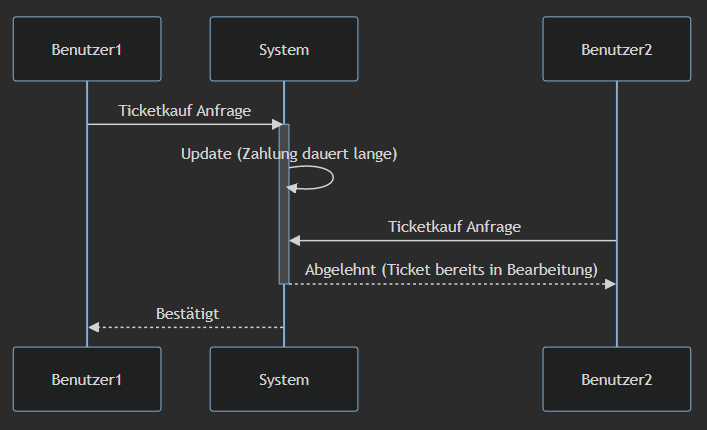 Benutzer1
System
Benutzer2
Ticketkauf Anfrage
Update (Zahlung dauert lange)
Ticketkauf Anfrage
Abgelehnt (Ticket bereits in Bearbeitung)
Bestätigt
Benutzer1
System
Benutzer2